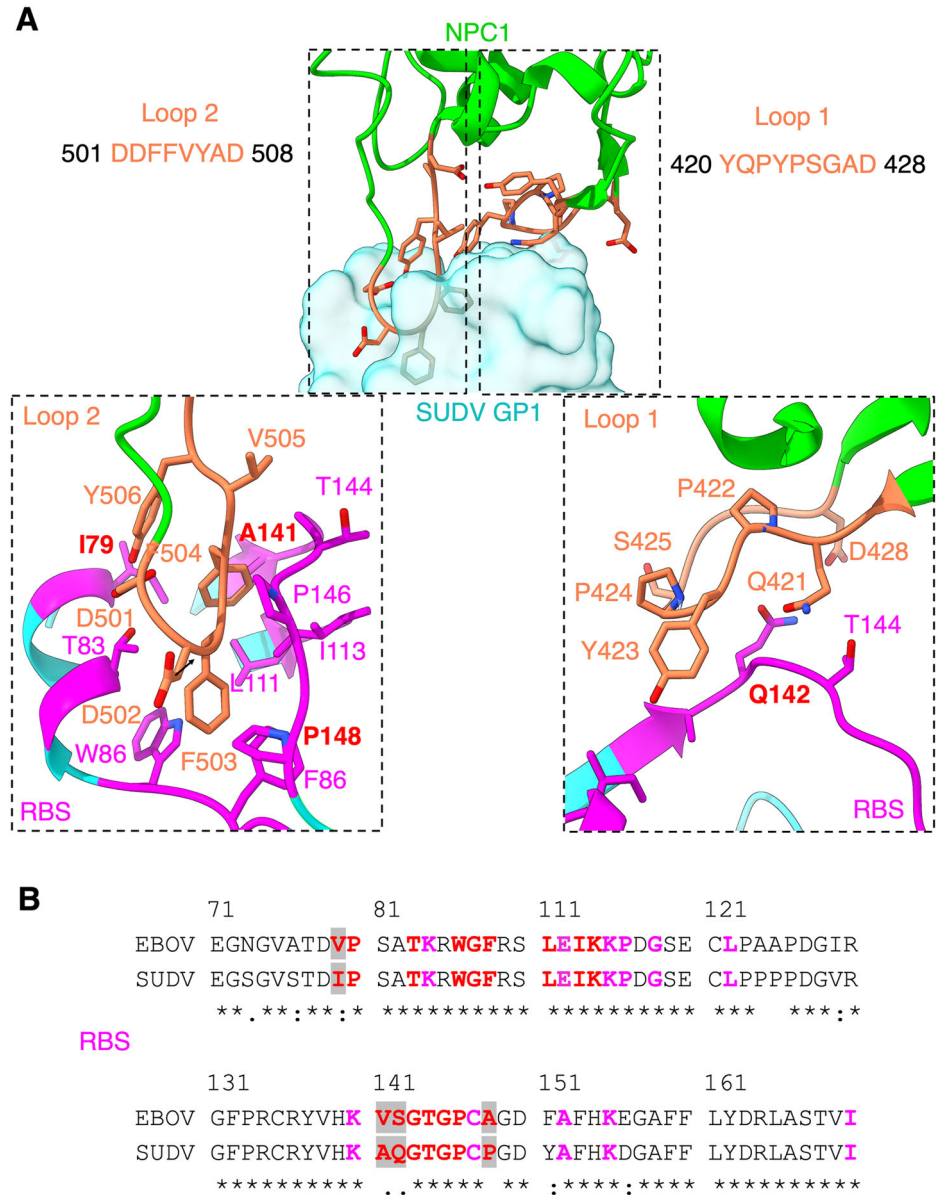 A
NPC1
Loop 2
501 DDFFVYAD 508
Loop 1
420 YQPYPSGAD 428
SUDV GP1
Loop 2
V505
Y506
T144
I79
F504
A141
D501
P146
T83
I113
L111
D502
P148
W86
F503
F86
RBS
Loop 1
P422
S425
D428
P424
Q421
Y423
T144
Q142
RBS
B
71 81 111 121
EBOV EGNGVATDVP SATKRWGFRS LEIKKPDGSE CLPAAPDGIR
SUDV EGSGVSTDIP SATKRWGFRS LEIKKPDGSE CLPPPPDGVR
**.**:**:* ********** ********** ***  ***:*
RBS
131 141 151 161
EBOV GFPRCRYVHK VSGTGPCAGD FAFHKEGAFF LYDRLASTVI
SUDV GFPRCRYVHK AQGTGPCPGD YAFHKEGAFF LYDRLASTVI
********** ..***** ** :****:**** **********